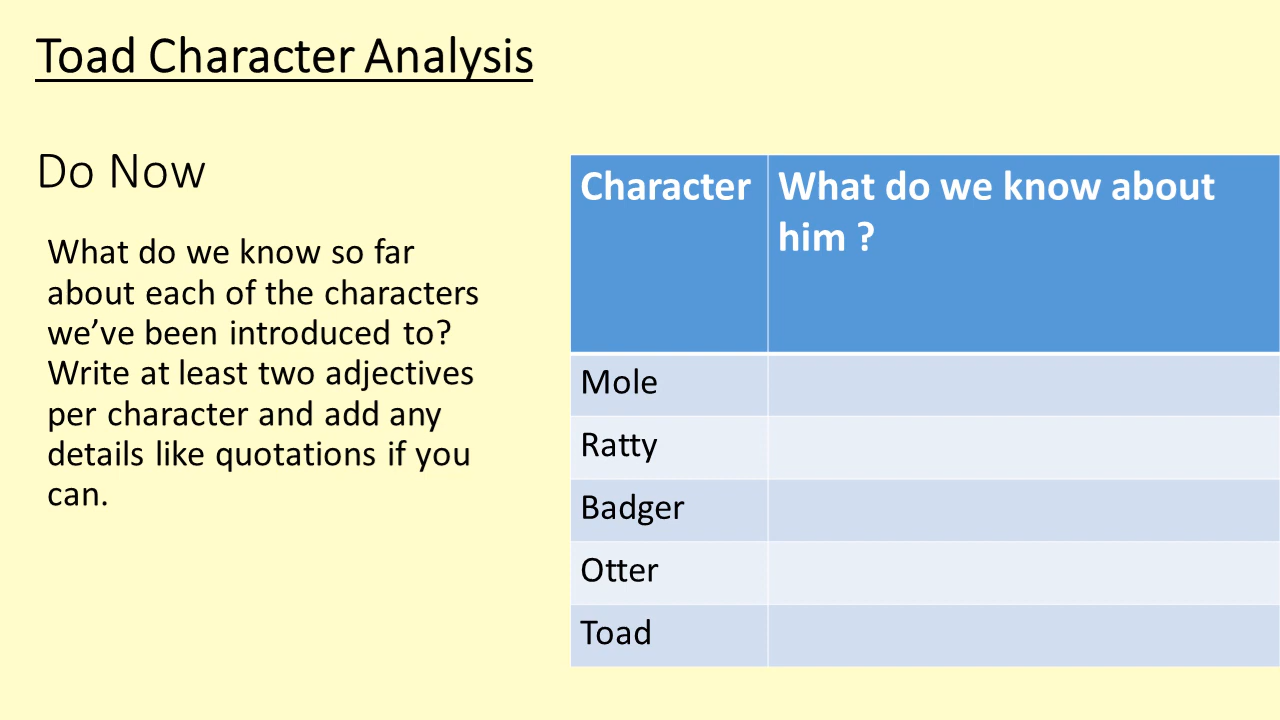 Toad Character Analysis
Do Now
What do we know so far
about each of the characters
we’ve been introduced to?
Write at least two adjectives
per character and add any
details like quotations if you
can.
Character
What do we know about
him ?
Mole
Ratty
Badger
Otter
Toad